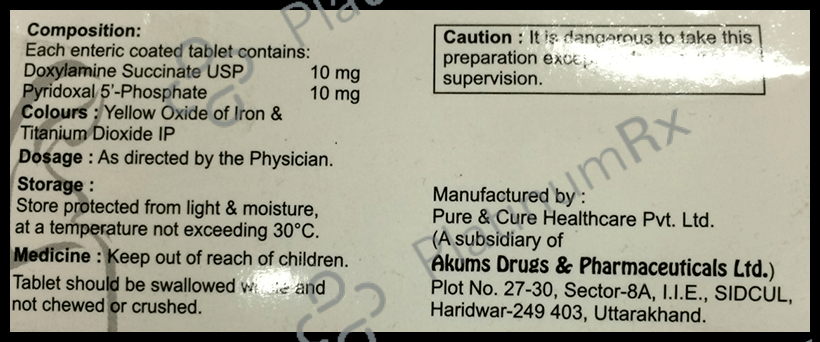 Composition:
Each enteric coated tablet contains:
Doxylamine Succinate USP 10 mg
Pyridoxal 5'-Phosphate 10 mg
Colours : Yellow Oxide of Iron &
Titanium Dioxide IP
Dosage : As directed by the Physician.
Storage :
Store protected from light & moisture,
at a temperature not exceeding 30°C.
Medicine : Keep out of reach of children.
Tablet should be swallowed and
not chewed or crushed.
Caution : It is dangerous to take this
preparation
supervision.
Manufactured by :
Pure & Cure Healthcare Pvt. Ltd.
(A subsidiary of
Akums Drugs & Pharmaceuticals Ltd.)
Plot No. 27-30, Sector-8A, I.I.E., SIDCUL,
Haridwar-249 403, Uttarakhand.
PlatinumRx